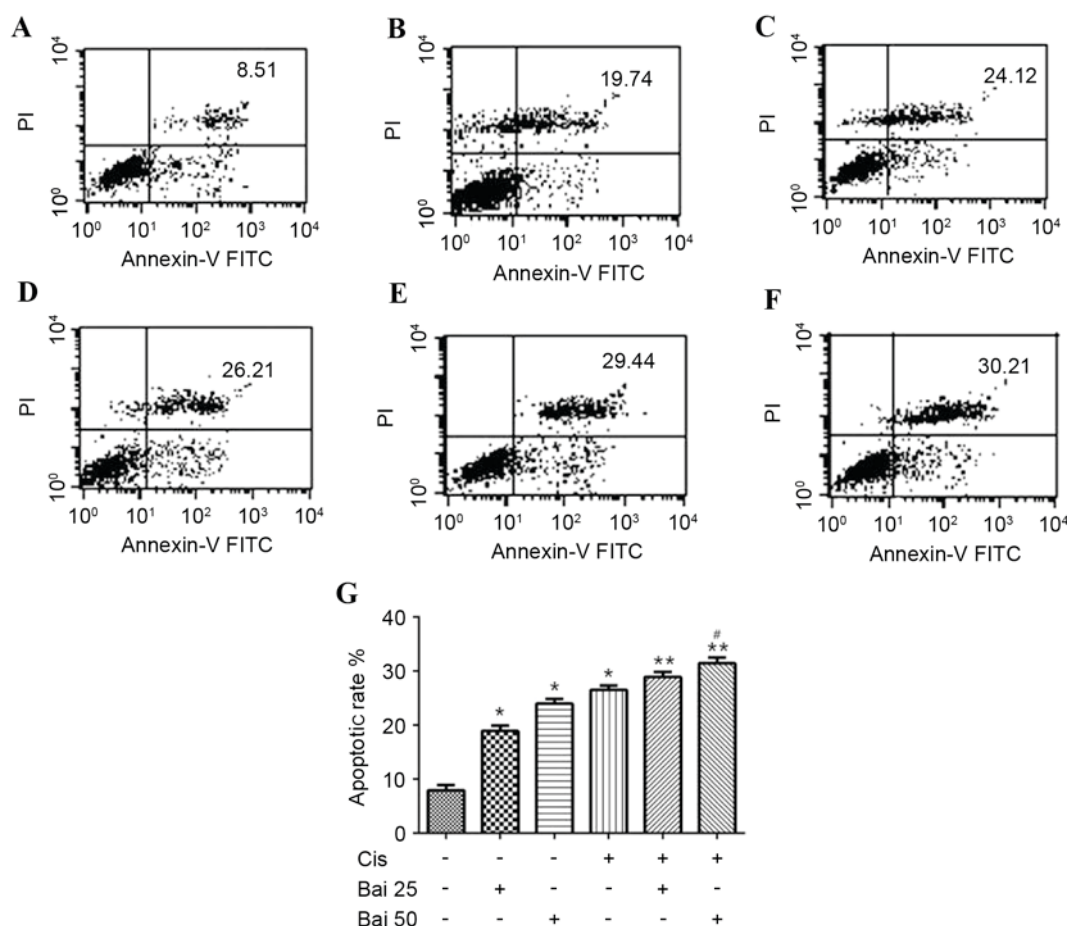 A
10⁴
8.51
PI
10⁰
10⁰ 10¹ 10² 10³ 10⁴
Annexin-V FITC
B
10⁴
19.74
PI
10⁰
10⁰ 10¹ 10² 10³ 10⁴
Annexin-V FITC
C
10⁴
24.12
PI
10⁰
10⁰ 10¹ 10² 10³ 10⁴
Annexin-V FITC
D
10⁴
26.21
PI
10⁰
10⁰ 10¹ 10² 10³ 10⁴
Annexin-V FITC
E
10⁴
29.44
PI
10⁰
10⁰ 10¹ 10² 10³ 10⁴
Annexin-V FITC
F
10⁴
30.21
PI
10⁰
10⁰ 10¹ 10² 10³ 10⁴
Annexin-V FITC
G
Apoptotic rate %
40
30
20
10
0
* * * ** **
#
Cis - - - + + +
Bai 25 - + - - + -
Bai 50 - - + - - +